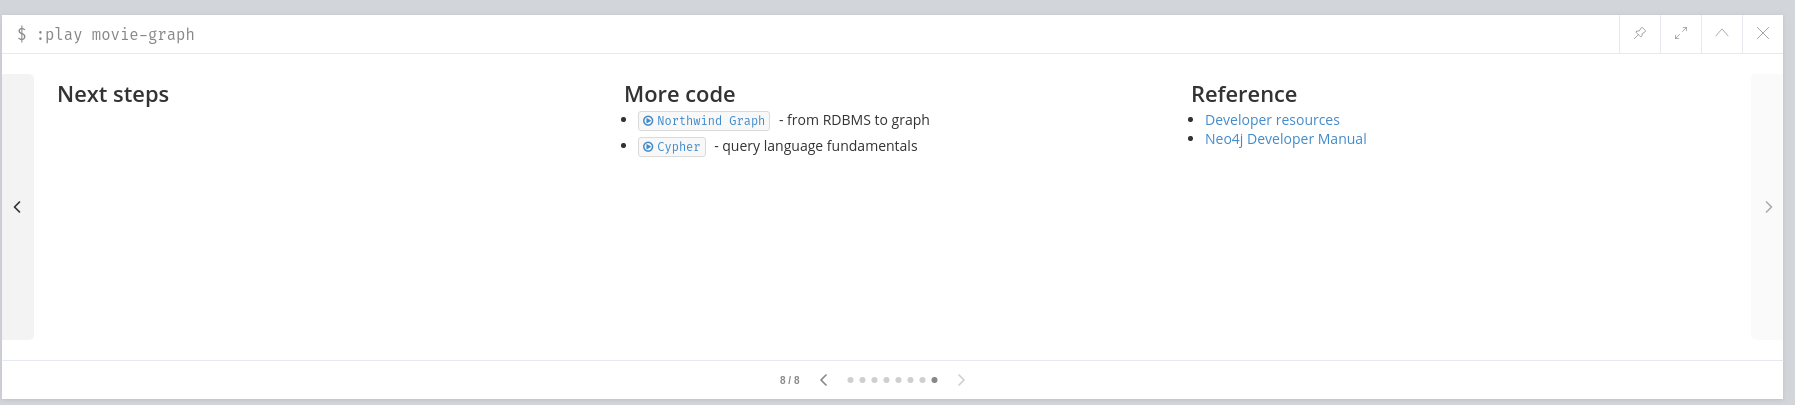 $ :play movie-graph
Next steps
More code
Northwind Graph - from RDBMS to graph
Cypher - query language fundamentals
Reference
Developer resources
Neo4j Developer Manual
8 / 8